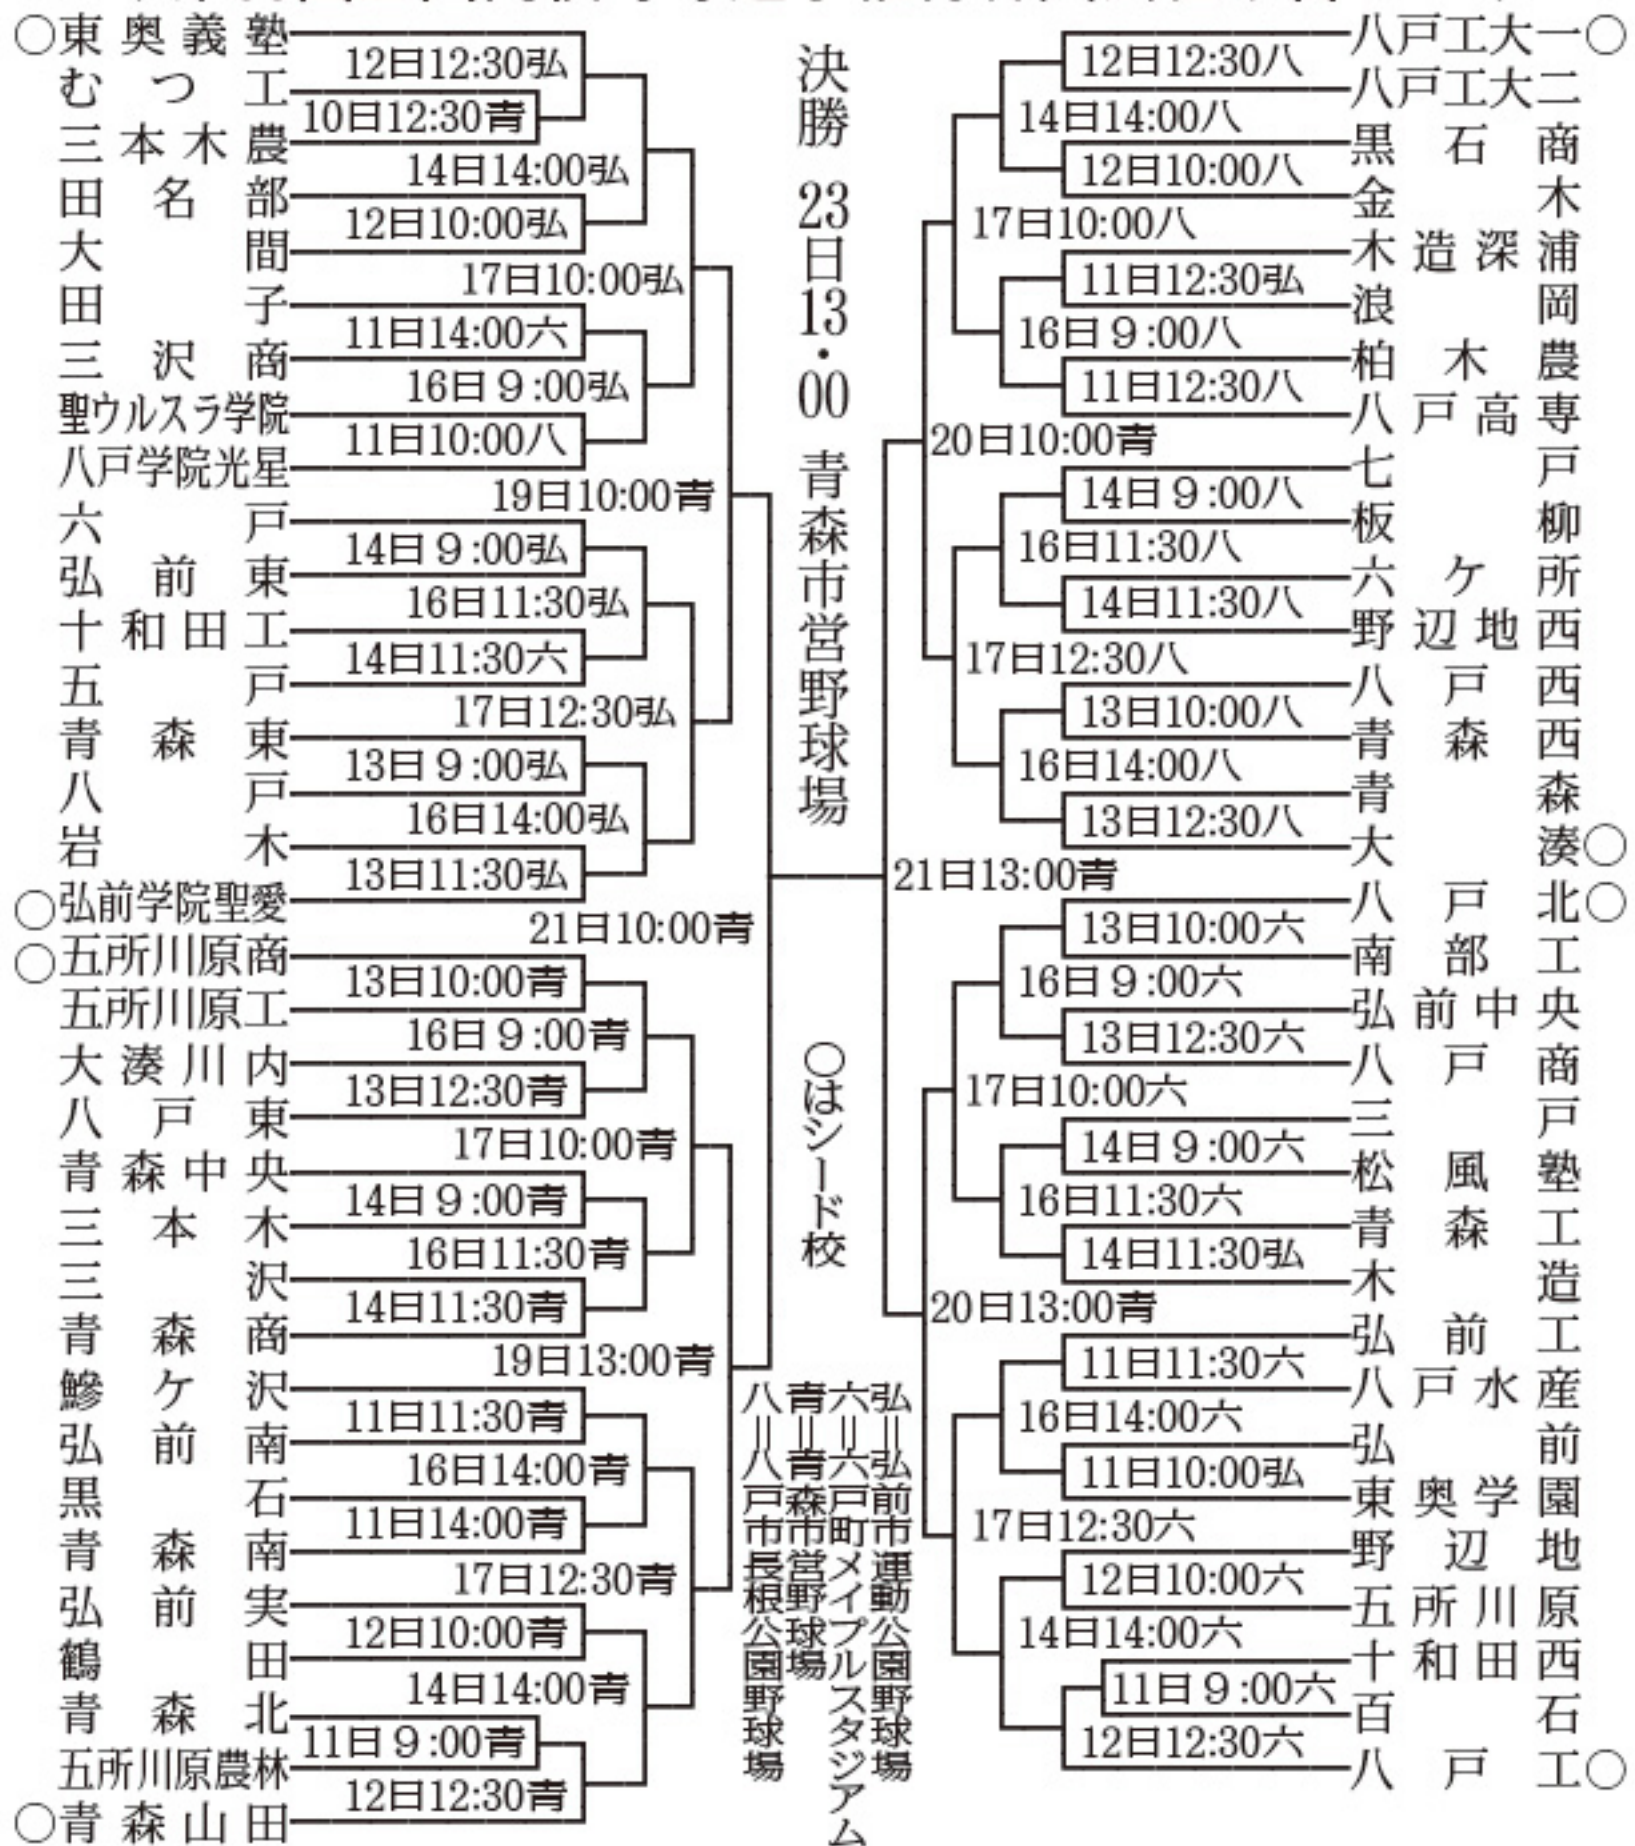 ○東奥義塾
12日12:30弘
むつ工
10日12:30青
三本木農
14日14:00弘
田名部
12日10:00弘
大間
17日10:00弘
田子
11日14:00六
三沢商
16日9:00弘
聖ウルスラ学院
11日10:00八
八戸学院光星
19日10:00青
六戸
14日9:00弘
弘前東
16日11:30弘
十和田工
14日11:30六
五戸
17日12:30弘
青森東
13日9:00弘
八戸
16日14:00弘
岩木
13日11:30弘
○弘前学院聖愛
21日10:00青
○五所川原商
13日10:00青
五所川原工
16日9:00青
大湊川内
13日12:30青
八戸東
17日10:00青
青森中央
14日9:00青
三本木
16日11:30青
三沢
14日11:30青
青森商
19日13:00青
鰺ケ沢
11日11:30青
弘前南
16日14:00青
黒石
11日14:00青
青森南
17日12:30青
弘前実
12日10:00青
鶴田
14日14:00青
青森北
11日9:00青
五所川原農林
12日12:30青
○青森山田
決勝 23日13・00 青森市営野球場
○はシード校
弘=弘前市運動公園野球場
六=六戸町メイプルスタジアム
青=青森市営野球場
八=八戸市長根公園野球場
八戸工大一○
12日12:30八
八戸工大二
14日14:00八
黒石商
12日10:00八
金木
17日10:00八
木造深浦
11日12:30弘
浪岡
16日9:00八
柏木農
11日12:30八
八戸高専
20日10:00青
七戸
14日9:00八
板柳
16日11:30八
六ケ所
14日11:30八
野辺地西
17日12:30八
八戸西
13日10:00八
青森西
16日14:00八
青森
13日12:30八
大湊○
21日13:00青
八戸北○
13日10:00六
南部工
16日9:00六
弘前中央
13日12:30六
八戸商
17日10:00六
三戸
14日9:00六
松風塾
16日11:30六
青森工
14日11:30弘
木造
20日13:00青
弘前工
11日11:30六
八戸水産
16日14:00六
弘前
11日10:00弘
東奥学園
17日12:30六
野辺地
12日10:00六
五所川原
14日14:00六
十和田西
11日9:00六
百石
12日12:30六
八戸工○